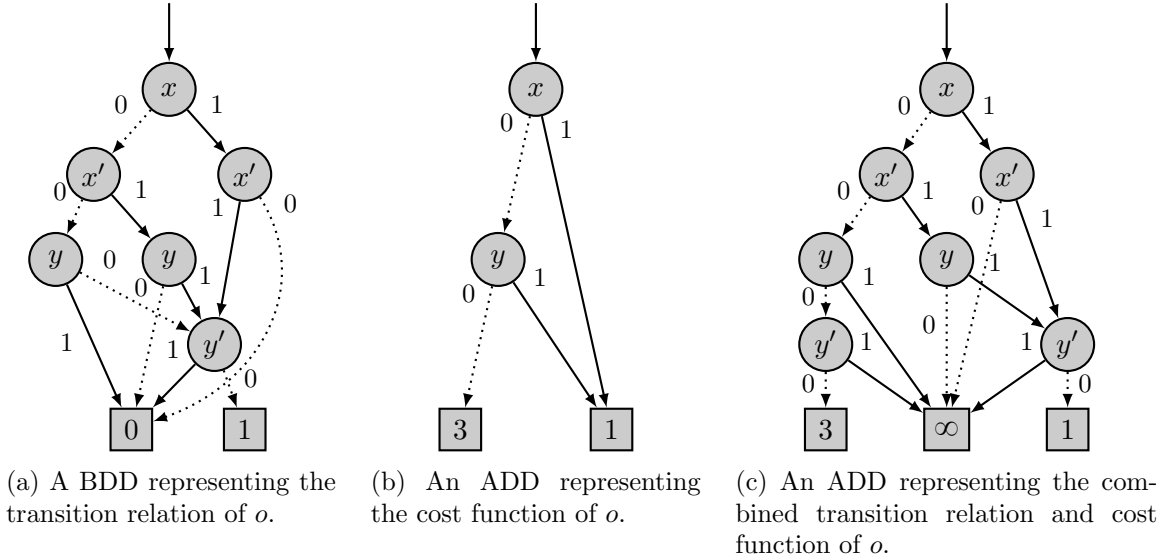 x
0
1
x′
x′
0
1
1
0
y
0
y
0
1
1
y′
1
0
0
1
x
0
1
y
0
1
3
1
x
0
1
x′
x′
0
1
0
1
y
y
0
1
0
1
y′
1
1
y′
0
0
3
∞
1
(a) A BDD representing the
transition relation of o.
(b) An ADD representing
the cost function of o.
(c) An ADD representing the com-
bined transition relation and cost
function of o.